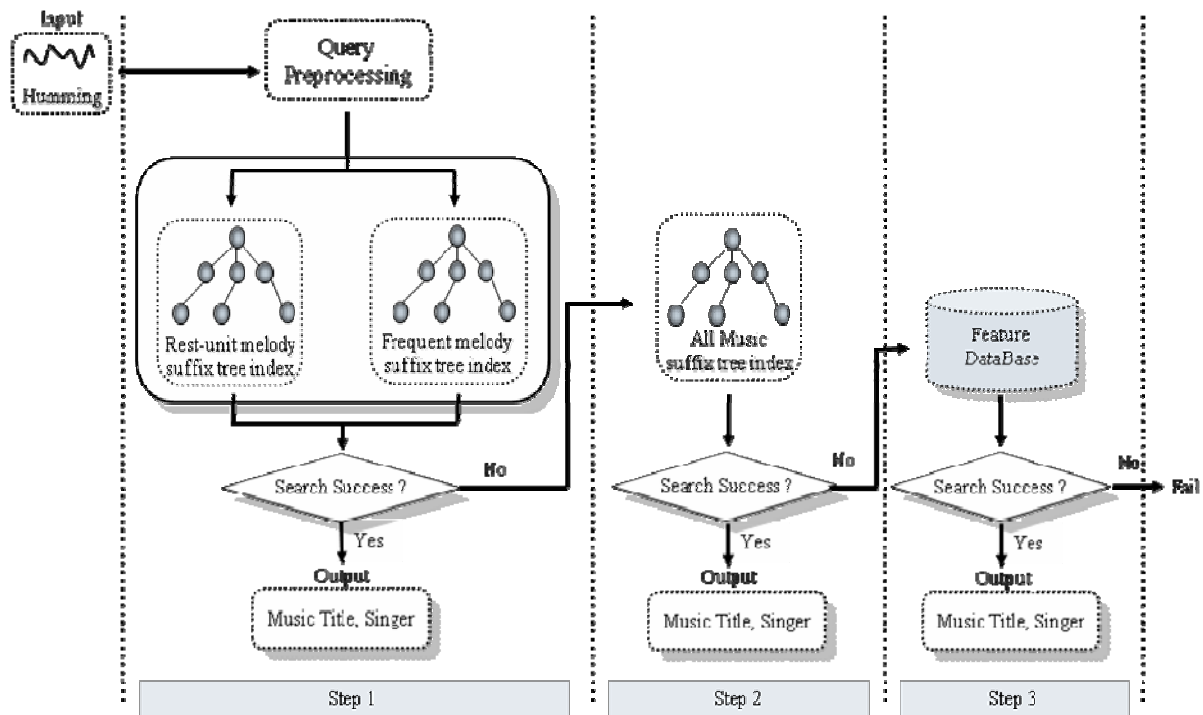 Input
Humming
Query
Preprocessing
Rest-unit melody
suffix tree index
Frequent melody
suffix tree index
Search Success ?
No
Yes
Output
Music Title, Singer
Step 1
All Music
suffix tree index
Search Success ?
No
Yes
Output
Music Title, Singer
Step 2
Feature
DataBase
Search Success ?
No
Fail
Yes
Output
Music Title, Singer
Step 3